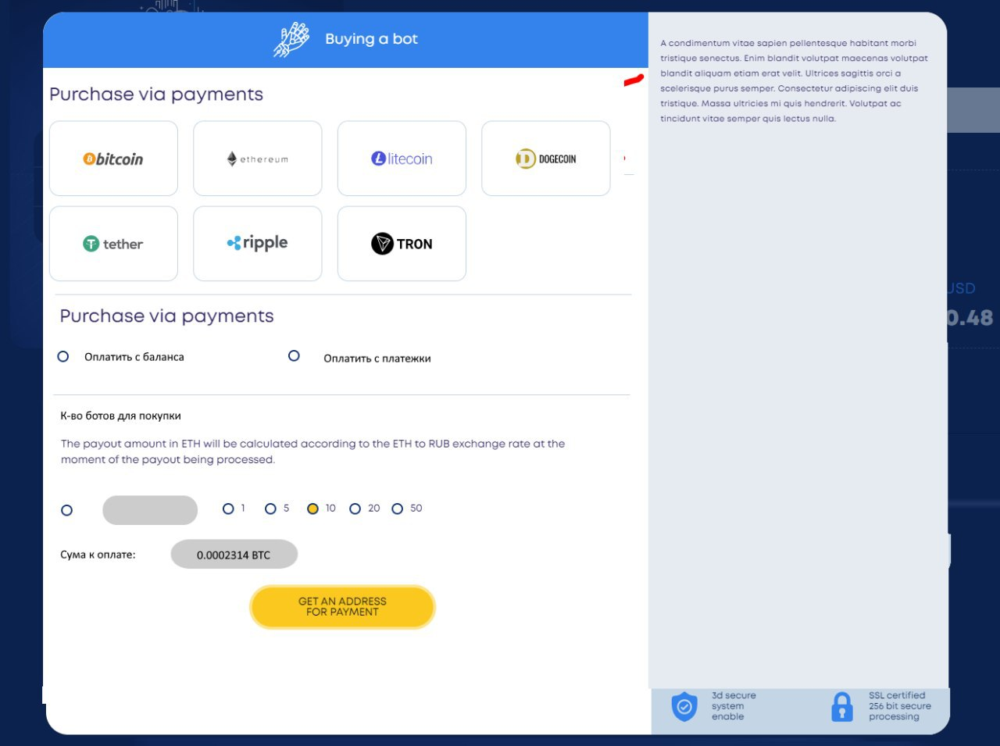 Buying a bot
Purchase via payments
bitcoin
ethereum
litecoin
DOGECOIN
tether
ripple
TRON
Purchase via payments
Оплатить с баланса
Оплатить с платежки
К-во ботов для покупки
The payout amount in ETH will be calculated according to the ETH to RUB exchange rate at the
moment of the payout being processed.
1
5
10
20
50
Сума к оплате:
0.0002314 BTC
GET AN ADDRESS
FOR PAYMENT
A condimentum vitae sapien pellentesque habitant morbi
tristique senectus. Enim blandit volutpat maecenas volutpat
blandit aliquam etiam erat velit. Ultrices sagittis orci a
scelerisque purus semper. Consectetur adipiscing elit duis
tristique. Massa ultricies mi quis hendrerit. Volutpat ac
tincidunt vitae semper quis lectus nulla.
USD
0.48
3d secure
system
enable
SSL certified
256 bit secure
processing